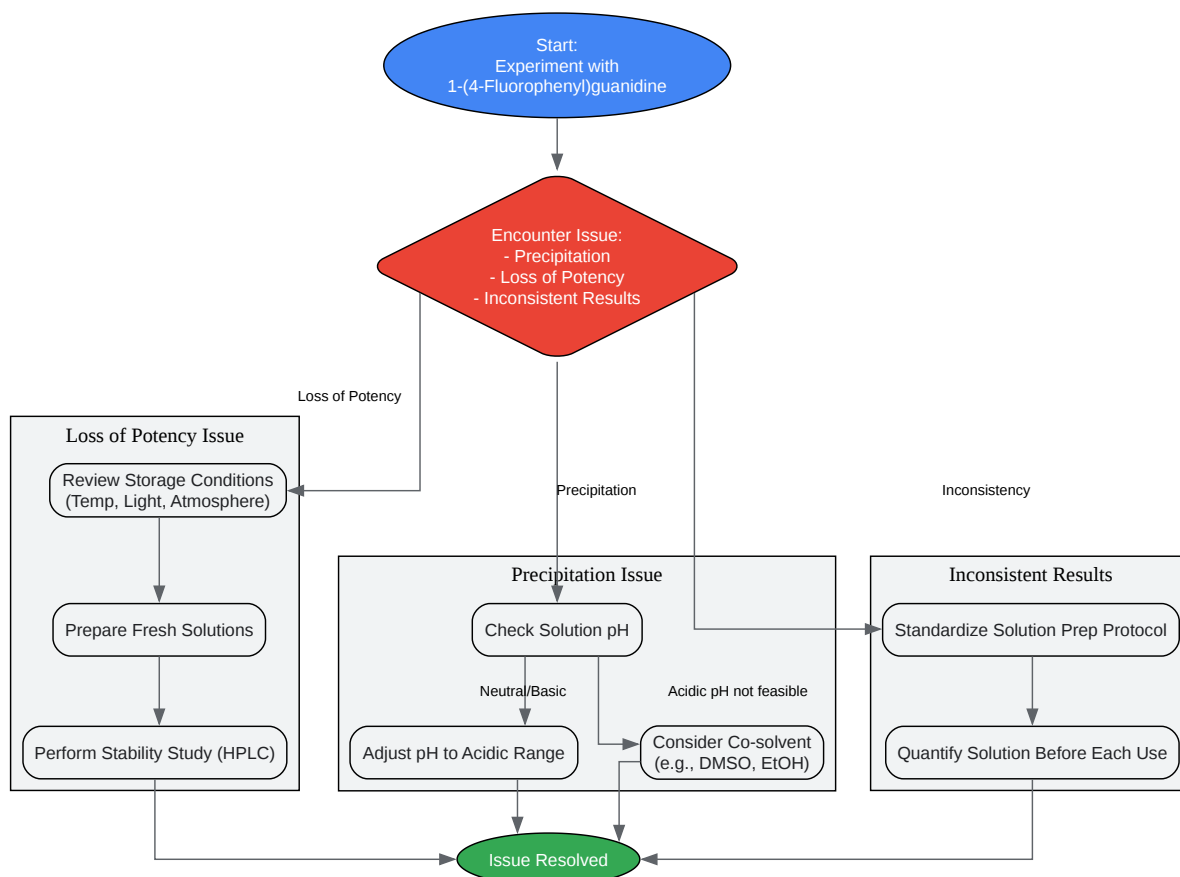 Start:
Experiment with
1-(4-Fluorophenyl)guanidine
Encounter Issue:
- Precipitation
- Loss of Potency
- Inconsistent Results
Loss of Potency
Precipitation
Inconsistency
Loss of Potency Issue
Review Storage Conditions
(Temp, Light, Atmosphere)
Prepare Fresh Solutions
Perform Stability Study (HPLC)
Precipitation Issue
Check Solution pH
Neutral/Basic
Acidic pH not feasible
Adjust pH to Acidic Range
Consider Co-solvent
(e.g., DMSO, EtOH)
Inconsistent Results
Standardize Solution Prep Protocol
Quantify Solution Before Each Use
Issue Resolved